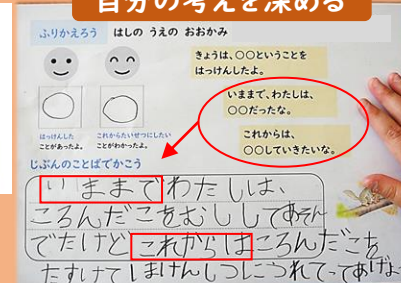 自分の考えを深める
ふりかえろう はしの うえの おおかみ
きょうは、〇〇ということを
はっけんしたよ。
いままで、わたしは、
〇〇だったな。
これからは、
〇〇していきたいな。
はっけんした
ことがあったよ。
これからたいせつにしたい
ことがわかったよ。
じぶんのことばでかこう
いままでわたしは、
ころんだこをむしして あそん
でたけど これからはころんだこを
たすけて いまけんしつにつれてってあげ